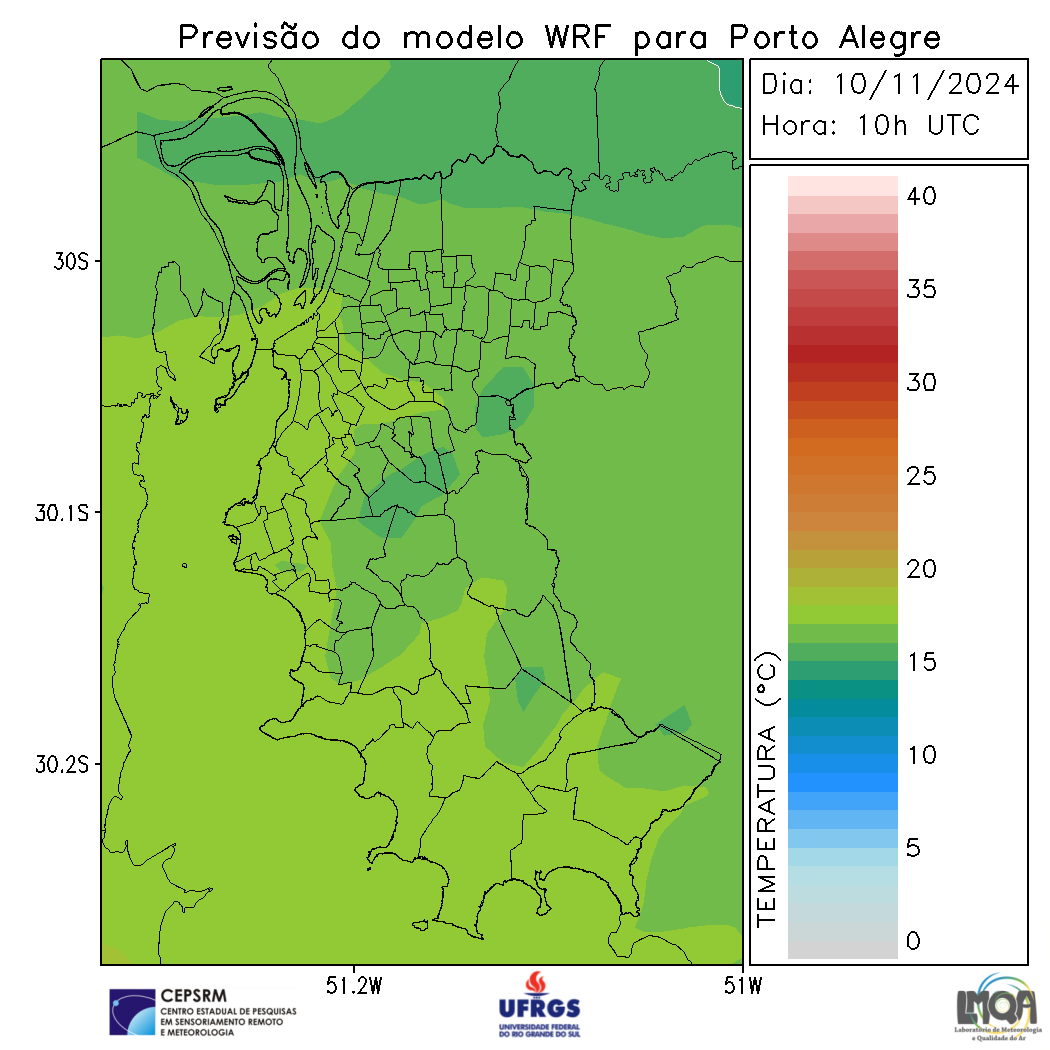 Previsão do modelo WRF para Porto Alegre
Dia: 10/11/2024
Hora: 10h UTC
40
35
30
25
20
15
10
5
0
TEMPERATURA (°C)
30S
30.1S
30.2S
51.2W
51W
CEPSRM
CENTRO ESTADUAL DE PESQUISAS
EM SENSORIAMENTO REMOTO
E METEOROLOGIA
UFRGS
UNIVERSIDADE FEDERAL
DO RIO GRANDE DO SUL
LMQA
Laboratório de Meteorologia
e Qualidade do Ar